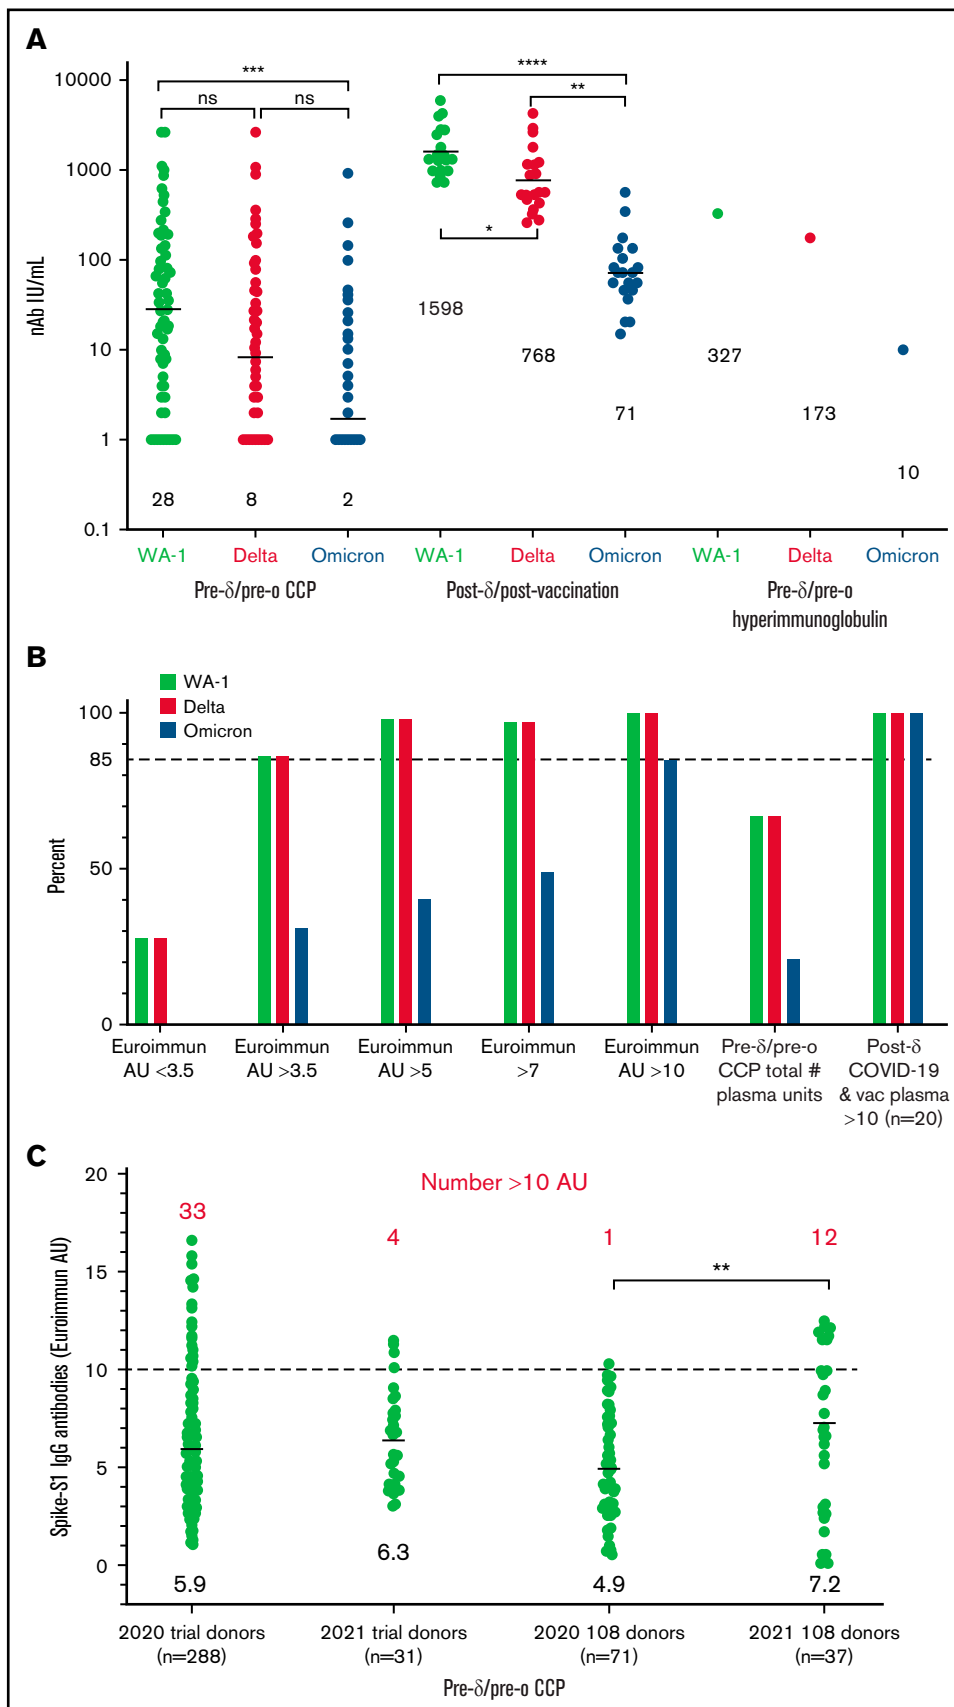 A
10000
1000
100
10
1
0.1
nAb IU/mL
***
ns
ns
****
**
*
28
8
2
1598
768
71
327
173
10
WA-1
Delta
Omicron
WA-1
Delta
Omicron
WA-1
Delta
Omicron
Pre-δ/pre-o CCP
Post-δ/post-vaccination
Pre-δ/pre-o
hyperimmunoglobulin
B
WA-1
Delta
Omicron
100
85
50
0
Percent
Euroimmun
AU <3.5
Euroimmun
AU >3.5
Euroimmun
AU >5
Euroimmun
>7
Euroimmun
AU >10
Pre-δ/pre-o
CCP total #
plasma units
Post-δ
COVID-19
& vac plasma
>10 (n=20)
C
20
15
10
5
0
Spike-S1 IgG antibodies (Euroimmun AU)
Number >10 AU
33
4
1
12
**
5.9
6.3
4.9
7.2
2020 trial donors
(n=288)
2021 trial donors
(n=31)
2020 108 donors
(n=71)
2021 108 donors
(n=37)
Pre-δ/pre-o CCP